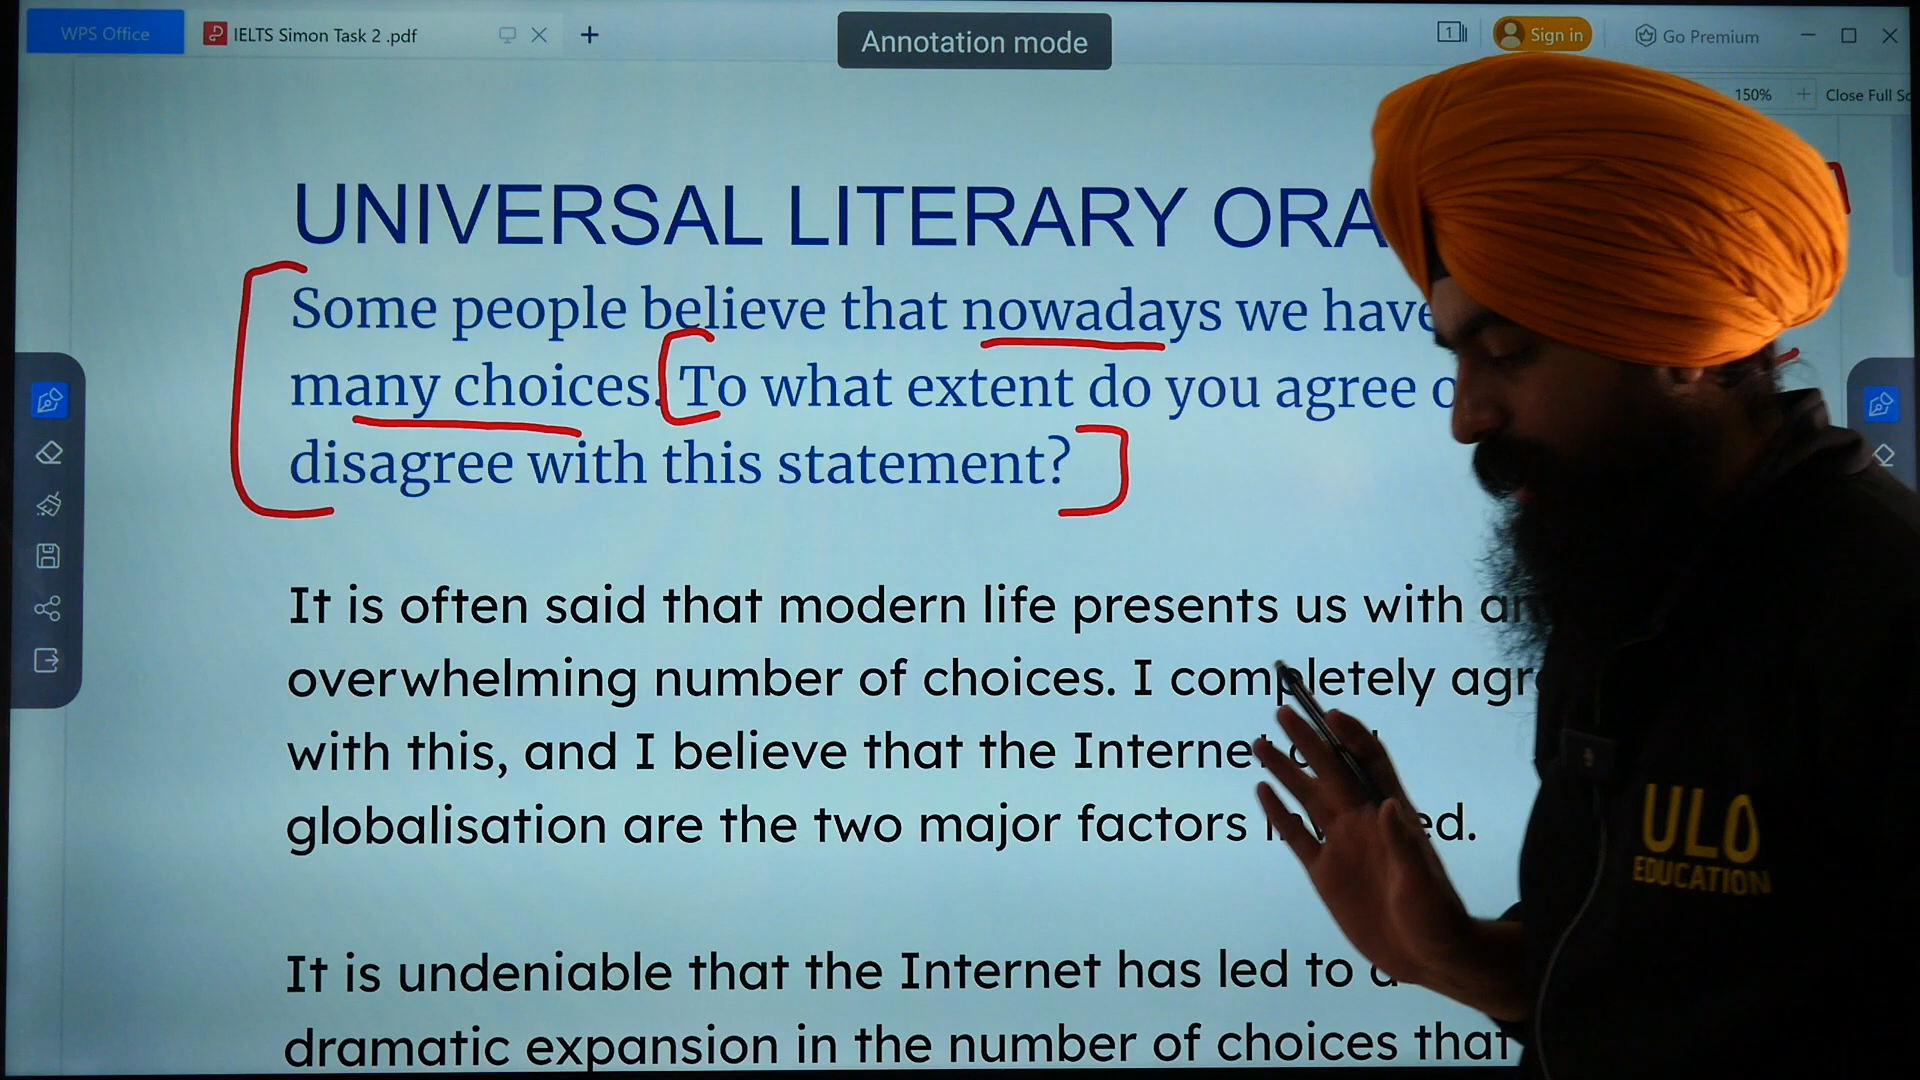 WPS Office
IELTS Simon Task 2 .pdf
Annotation mode
1
Sign in
Go Premium
150%
Close Full
UNIVERSAL LITERARY
Some people believe that nowadays we have
many choices. To what extent do you agree
disagree with this statement?
It is often said that modern life presents us with
overwhelming number of choices. I completely
with this, and I believe that the Internet
globalisation are the two major factors
It is undeniable that the Internet has led to
dramatic expansion in the number of choices that
ULO
EDUCATION